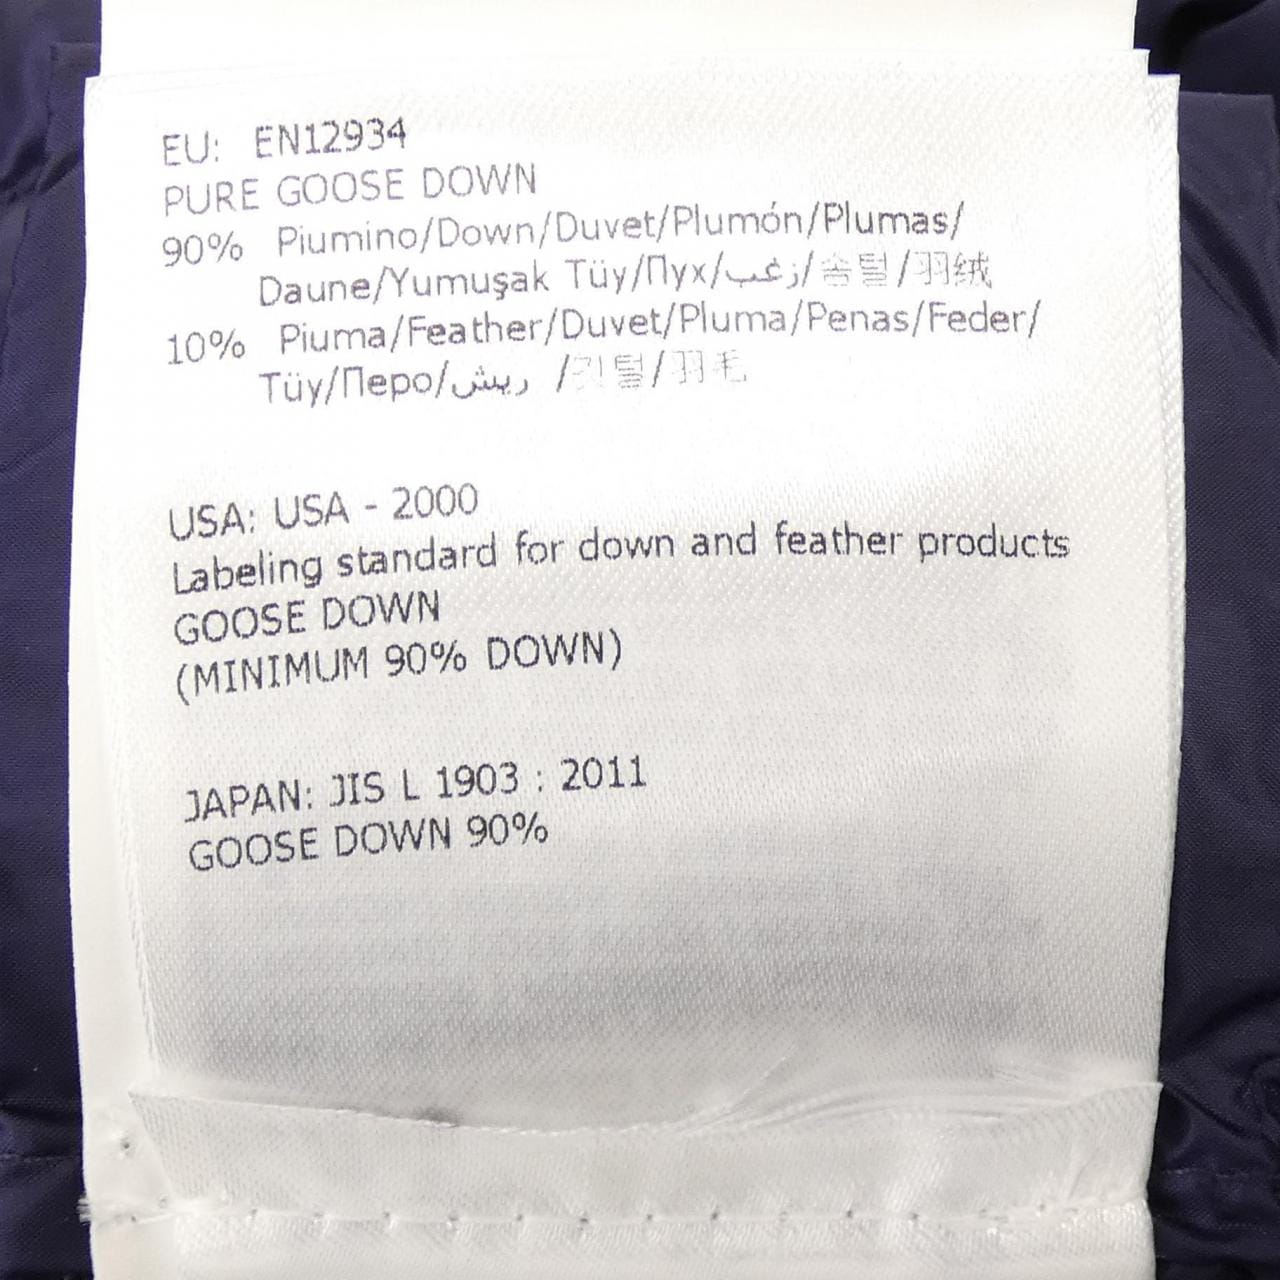 EU: EN12934
PURE GOOSE DOWN
90% Piumino/Down/Duvet/Plumón/Plumas/
Daune/Yumuşak Tüy/Пух/زغب/솜털/羽绒
10% Piuma/Feather/Duvet/Pluma/Penas/Feder/
Tüy/Перо/ريش /깃털/羽毛
USA: USA - 2000
Labeling standard for down and feather products
GOOSE DOWN
(MINIMUM 90% DOWN)
JAPAN: JIS L 1903 : 2011
GOOSE DOWN 90%